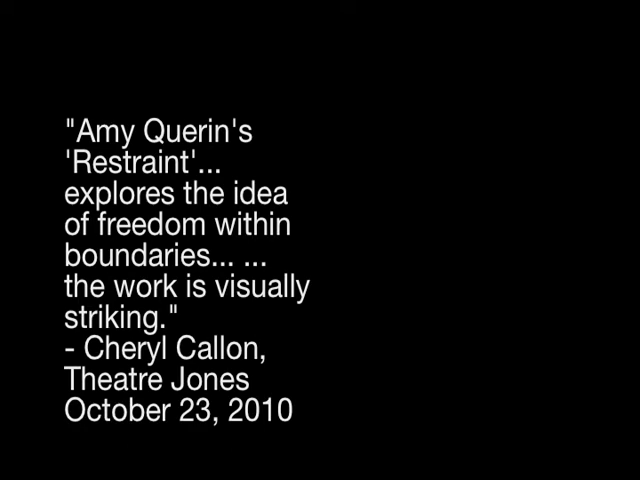 "Amy Querin's
'Restraint'...
explores the idea
of freedom within
boundaries... ...
the work is visually
striking."
- Cheryl Callon,
Theatre Jones
October 23, 2010